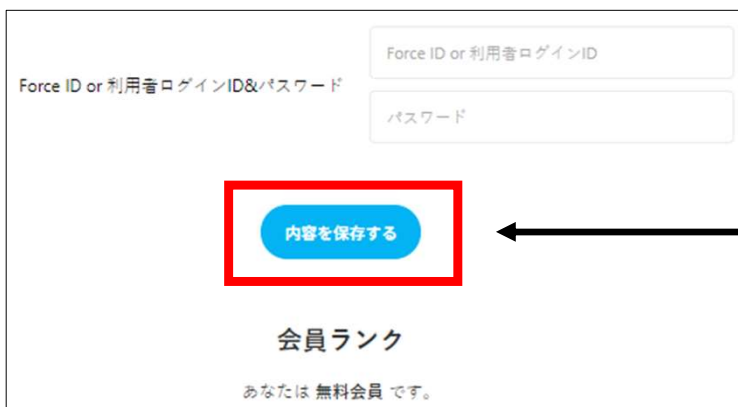 Force ID or 利用者ログインID
Force ID or 利用者ログインID&パスワード
パスワード
内容を保存する
会員ランク
あなたは 無料会員 です。